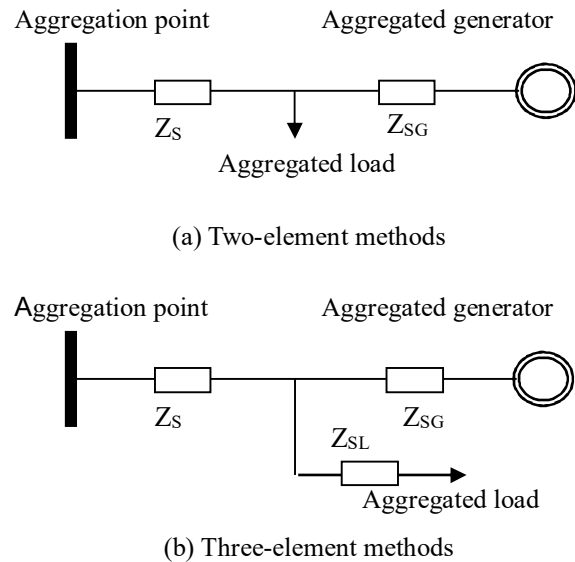 Aggregation point Aggregated generator
Z_S Z_SG
Aggregated load
(a) Two-element methods
Aggregation point Aggregated generator
Z_S Z_SG
Z_SL
Aggregated load
(b) Three-element methods